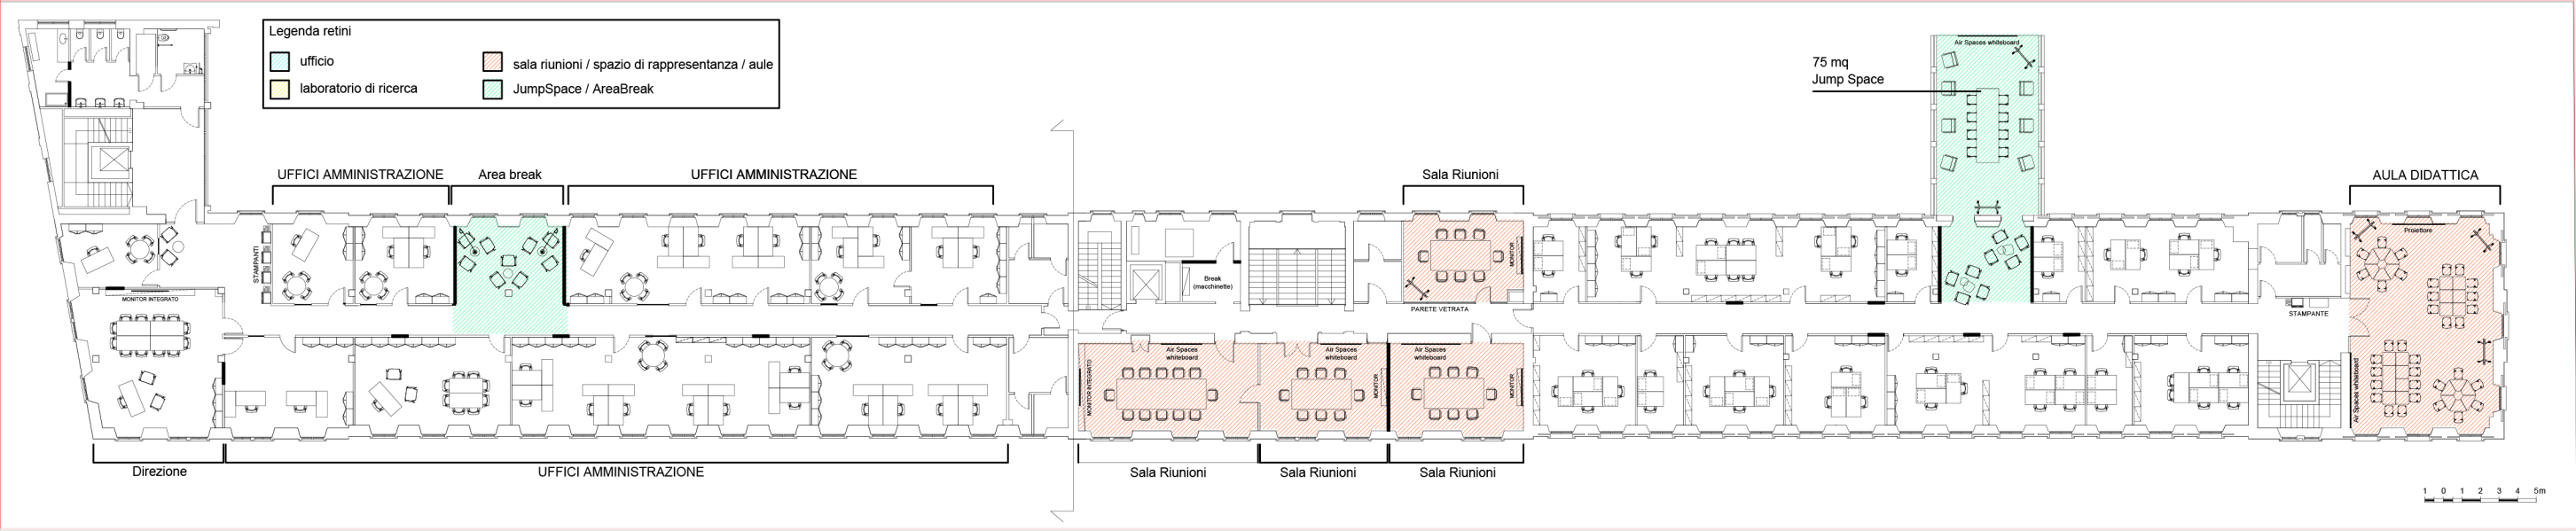 Legenda retini
ufficio
sala riunioni / spazio di rappresentanza / aule
laboratorio di ricerca
JumpSpace / AreaBreak
Air Spaces whiteboard
75 mq
Jump Space
UFFICI AMMINISTRAZIONE
Area break
UFFICI AMMINISTRAZIONE
Sala Riunioni
AULA DIDATTICA
STAMPANTI
Break
(macchinette)
MONITOR
Proiettore
MONITOR INTEGRATO
PARETE VETRATA
STAMPANTE
MONITOR INTEGRATO
Air Spaces
whiteboard
Air Spaces
whiteboard
MONITOR
Air Spaces
whiteboard
MONITOR
Air Spaces whiteboard
Direzione
UFFICI AMMINISTRAZIONE
Sala Riunioni
Sala Riunioni
Sala Riunioni
1 0 1 2 3 4 5m